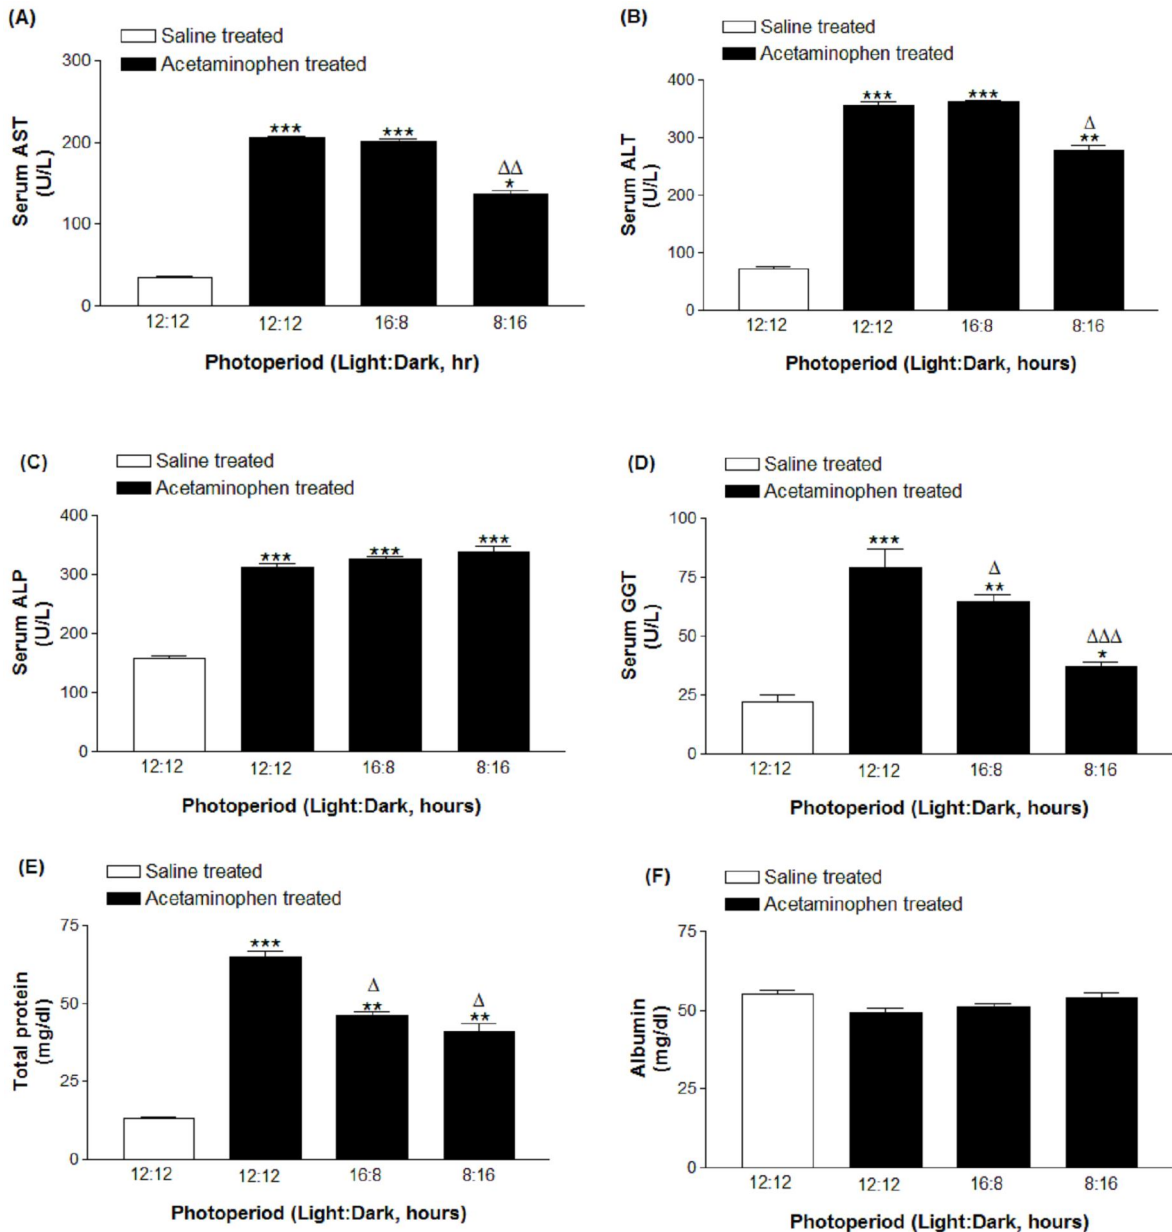 (A)
Saline treated
Acetaminophen treated
Serum AST
(U/L)
300
200
100
0
***
***
ΔΔ
*
12:12
12:12
16:8
8:16
Photoperiod (Light:Dark, hr)
(B)
Saline treated
Acetaminophen treated
Serum ALT
(U/L)
400
300
200
100
0
***
***
Δ
**
12:12
12:12
16:8
8:16
Photoperiod (Light:Dark, hours)
(C)
Saline treated
Acetaminophen treated
Serum ALP
(U/L)
400
300
200
100
0
***
***
***
12:12
12:12
16:8
8:16
Photoperiod (Light:Dark, hours)
(D)
Saline treated
Acetaminophen treated
Serum GGT
(U/L)
100
75
50
25
0
***
Δ
**
ΔΔΔ
*
12:12
12:12
16:8
8:16
Photoperiod (Light:Dark, hours)
(E)
Saline treated
Acetaminophen treated
Total protein
(mg/dl)
75
50
25
0
***
Δ
**
Δ
**
12:12
12:12
16:8
8:16
Photoperiod (Light:Dark, hours)
(F)
Saline treated
Acetaminophen treated
Albumin
(mg/dl)
75
50
25
0
12:12
12:12
16:8
8:16
Photoperiod (Light:Dark, hours)